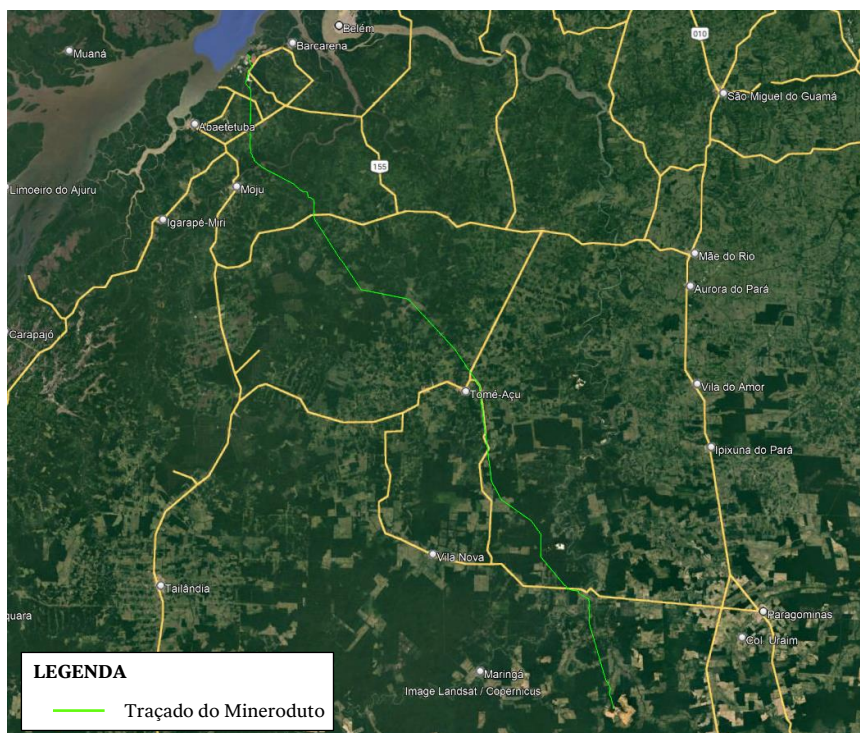 Belém
Barcarena
Muaná
010
São Miguel do Guamá
Abaetetuba
155
Limoeiro do Ajuru
Moju
Igarapé-Miri
Mãe do Rio
Aurora do Pará
Carapajó
Vila do Amor
Tomé-Açu
Ipixuna do Pará
Vila Nova
Tailândia
quara
Paragominas
Col. Uraim
Maringá
Image Landsat / Copernicus
LEGENDA
Traçado do Mineroduto